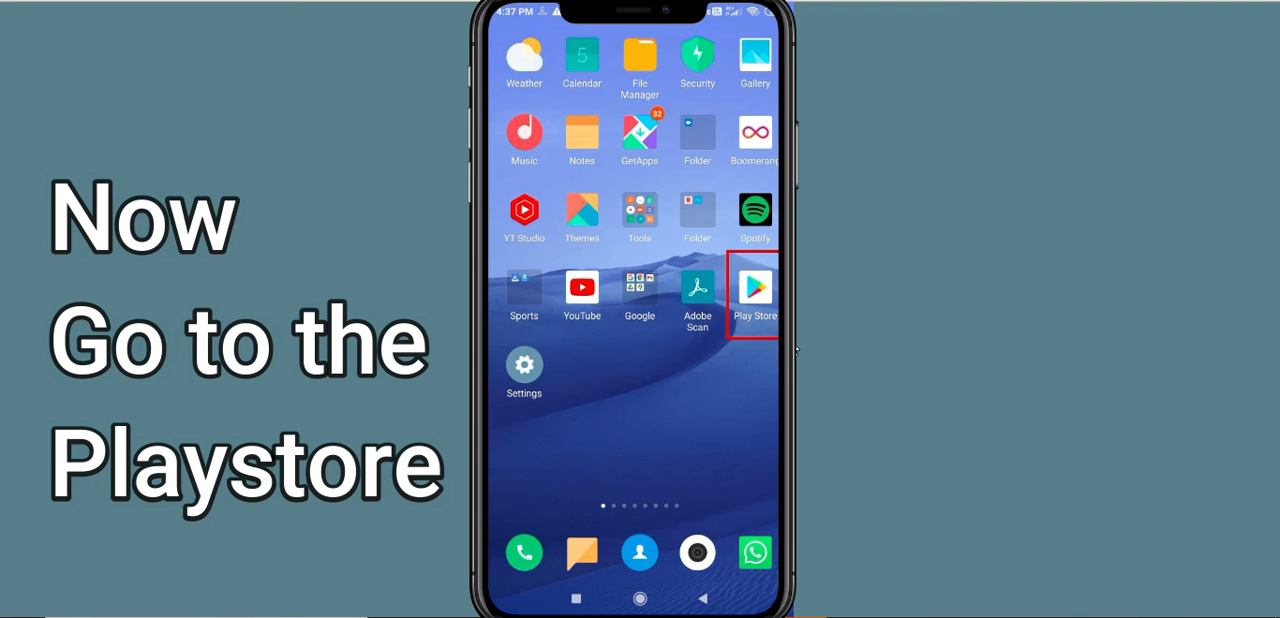 Now
Go to the
Playstore
4:37 PM
Weather
Calendar
File
Manager
Security
Gallery
5
Music
Notes
GetApps
Folder
Boomerang
32
YT Studio
Themes
Tools
Folder
Spotify
Sports
YouTube
Google
Adobe
Scan
Play Store
Settings